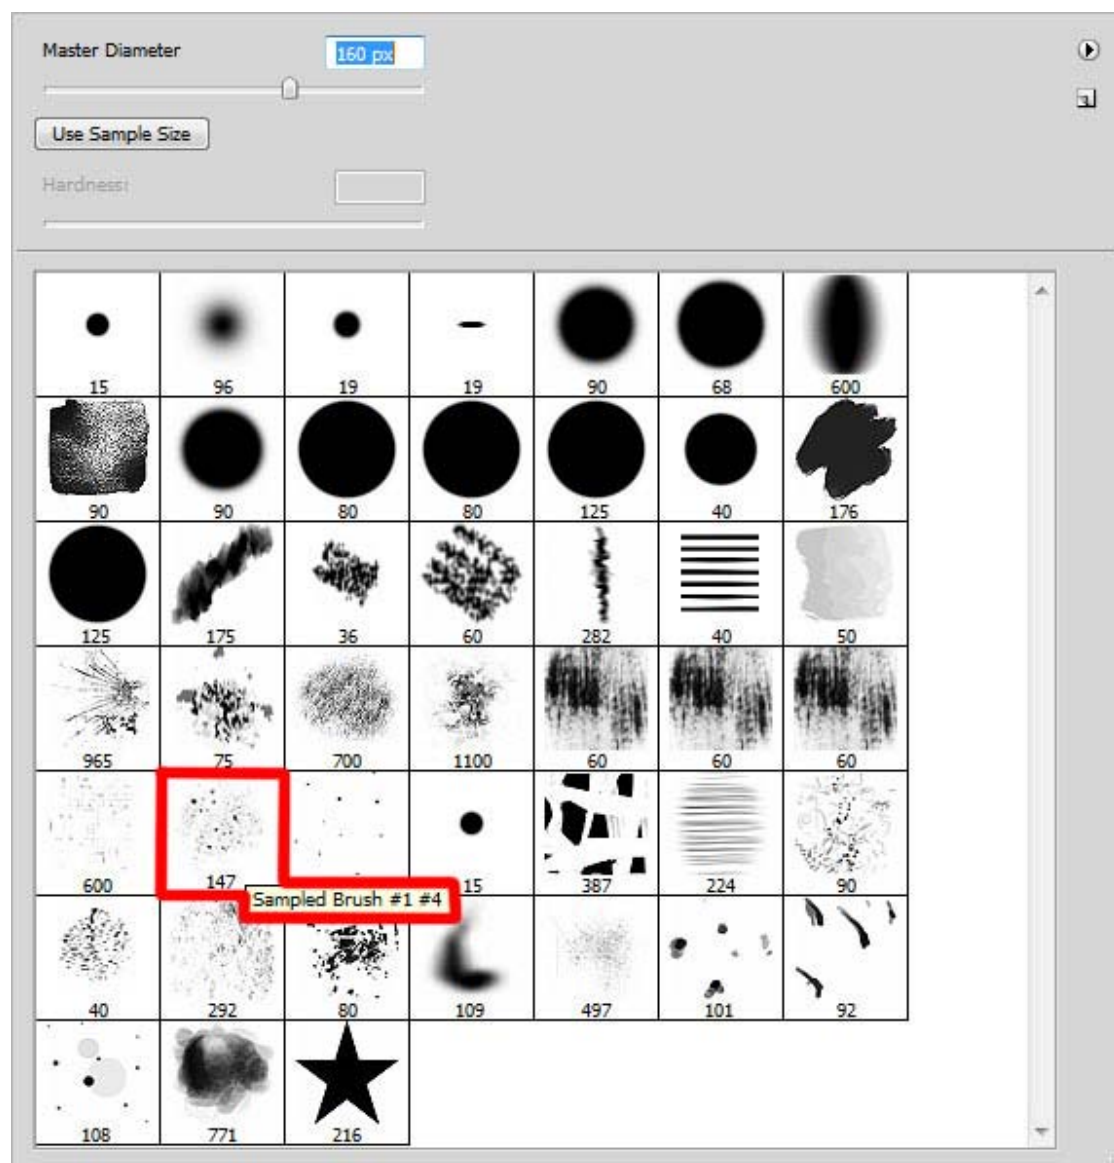 Master Diameter 160 px
Use Sample Size
Hardness:
15 96 19 19 90 68 600
90 90 80 80 125 40 176
125 175 36 60 282 40 50
965 75 700 1100 60 60 60
600 147 15 387 224 90
Sampled Brush #1 #4
40 292 80 109 497 101 92
108 771 216